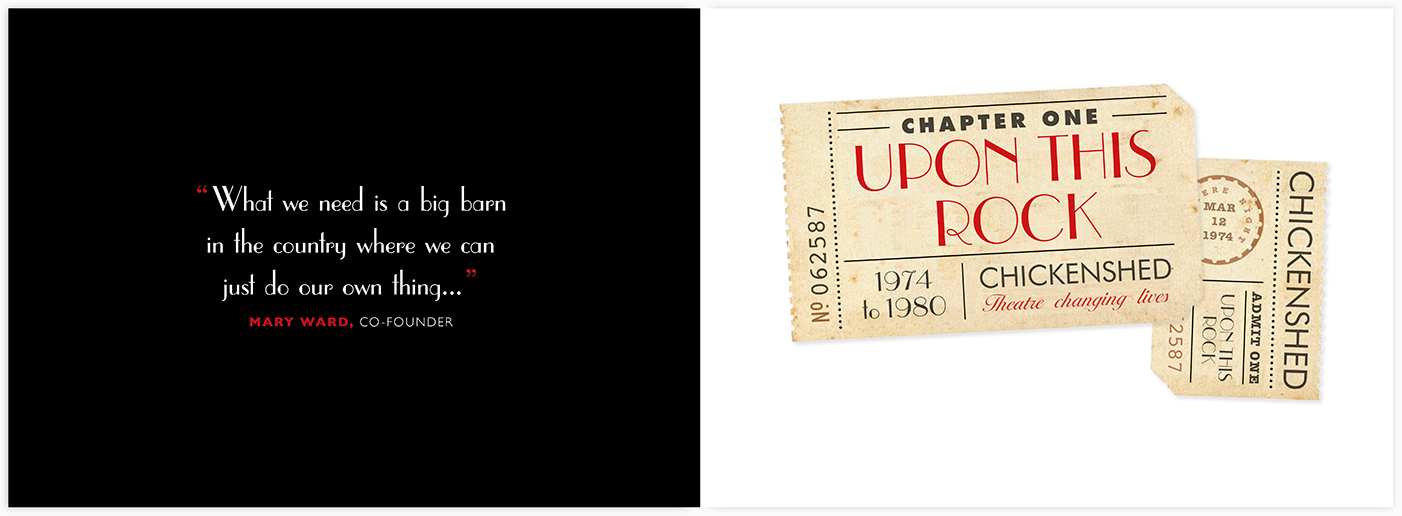 “What we need is a big barn
in the country where we can
just do our own thing...”
MARY WARD, CO-FOUNDER
CHAPTER ONE
UPON THIS
ROCK
Nº 062587
1974
to 1980
CHICKENSHED
Theatre changing lives
MAR
12
1974
NIGHT
2587
UPON THIS
ROCK
ADMIT ONE
CHICKENSHED